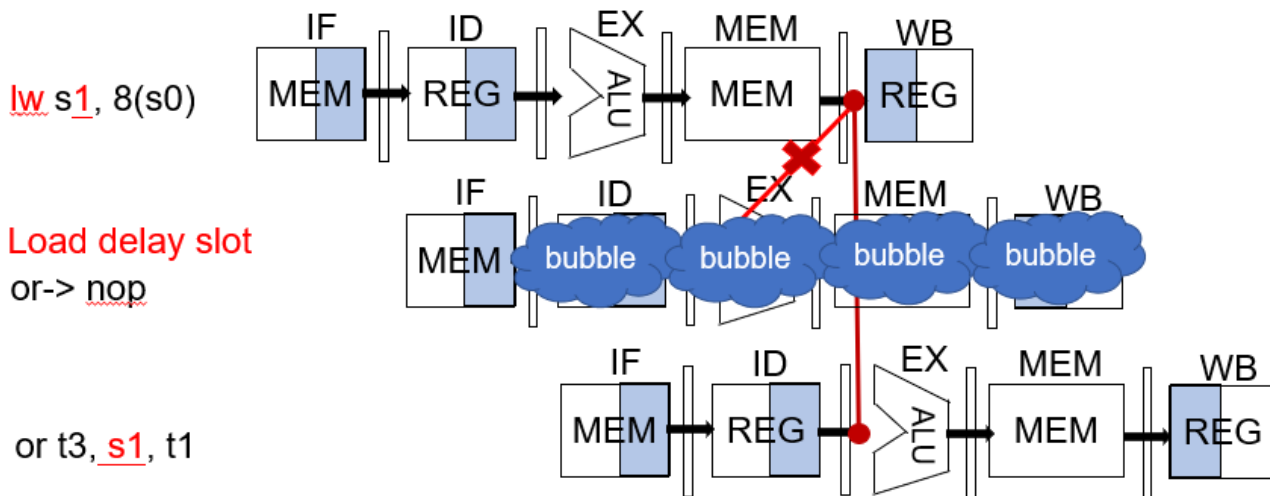 IF ID EX MEM WB
lw s1, 8(s0) MEM REG ALU MEM REG
IF ID EX MEM WB
Load delay slot
or-> nop MEM bubble bubble bubble bubble
IF ID EX MEM WB
or t3, s1, t1 MEM REG ALU MEM REG